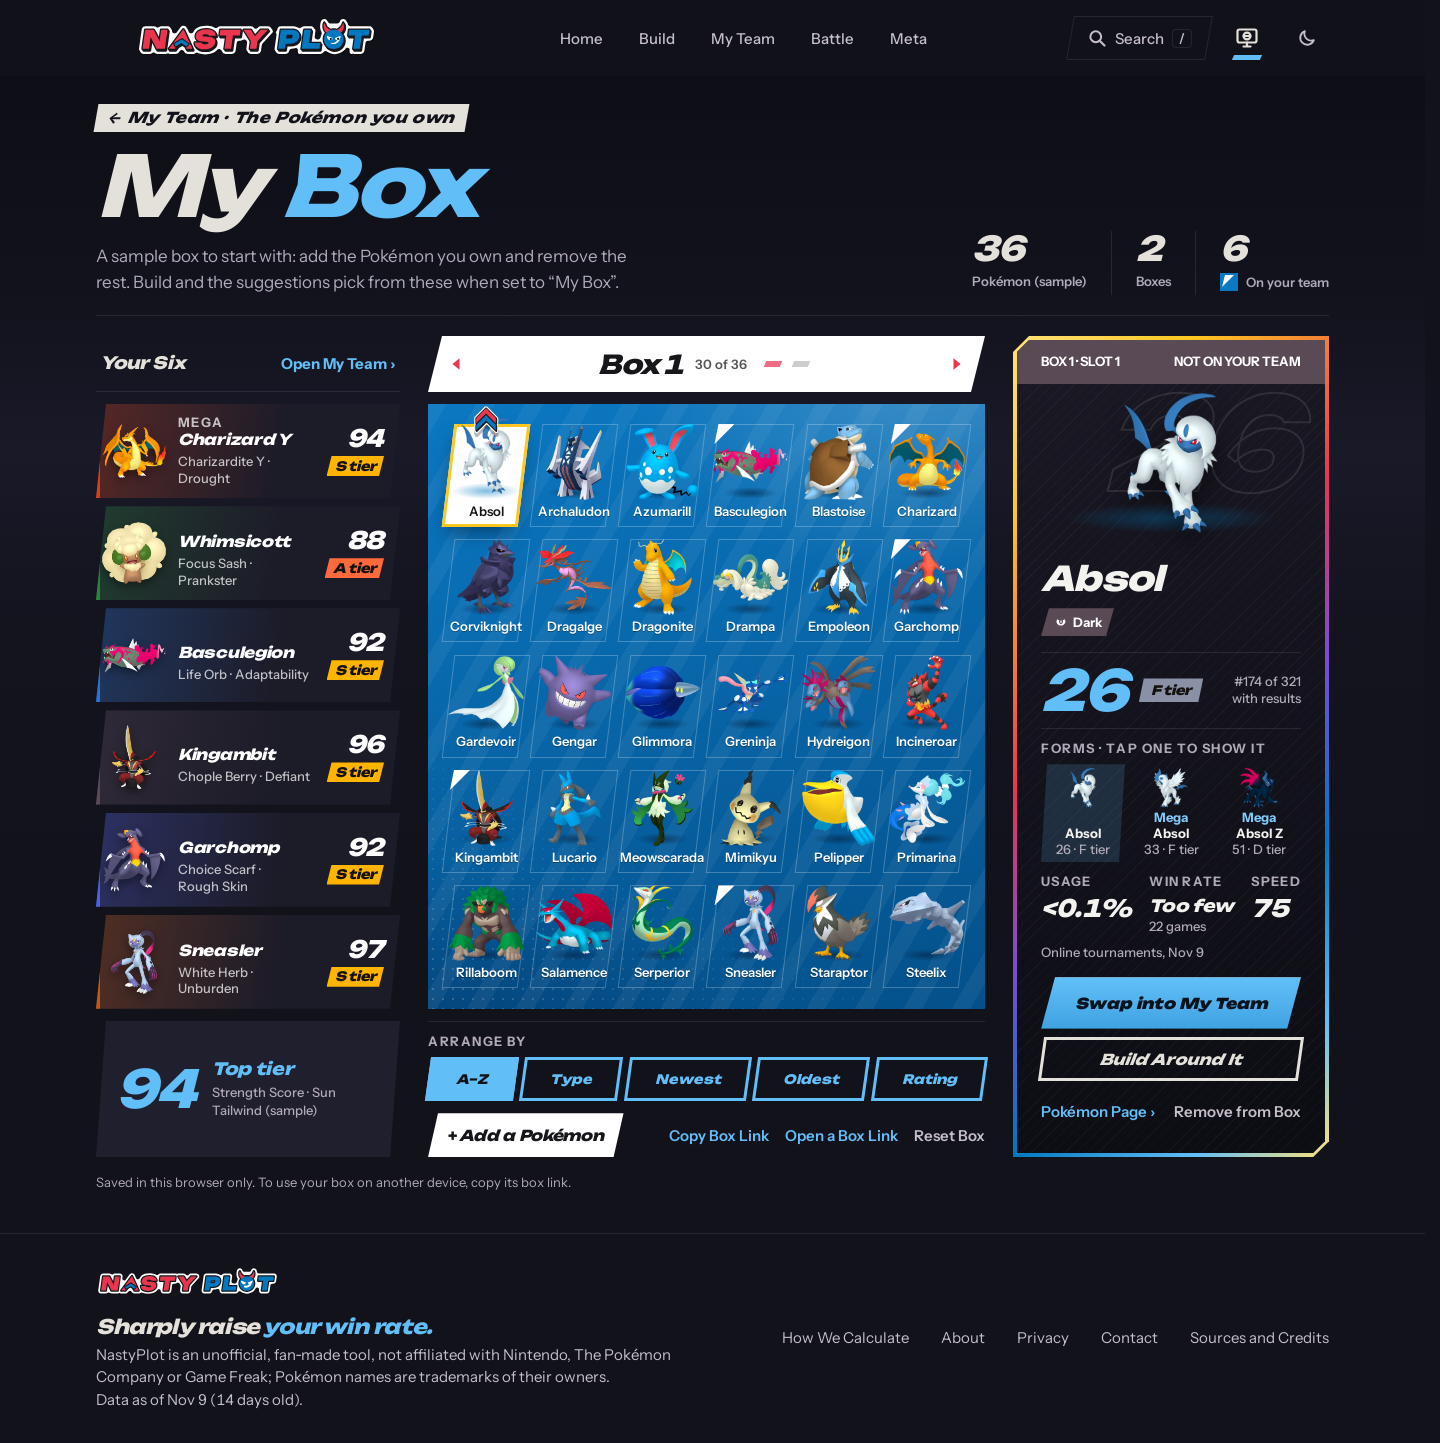 NASTY PLOT
Home
Build
My Team
Battle
Meta
Search /
← My Team · The Pokémon you own
My Box
A sample box to start with: add the Pokémon you own and remove the
rest. Build and the suggestions pick from these when set to “My Box”.
36
Pokémon (sample)
2
Boxes
6
On your team
Your Six
Open My Team ›
MEGA
Charizard Y
Charizardite Y ·
Drought
94
S tier
Whimsicott
Focus Sash ·
Prankster
88
A tier
Basculegion
Life Orb · Adaptability
92
S tier
Kingambit
Chople Berry · Defiant
96
S tier
Garchomp
Choice Scarf ·
Rough Skin
92
S tier
Sneasler
White Herb ·
Unburden
97
S tier
94
Top tier
Strength Score · Sun
Tailwind (sample)
Box 1 30 of 36
Absol
Archaludon
Azumarill
Basculegion
Blastoise
Charizard
Corviknight
Dragalge
Dragonite
Drampa
Empoleon
Garchomp
Gardevoir
Gengar
Glimmora
Greninja
Hydreigon
Incineroar
Kingambit
Lucario
Meowscarada
Mimikyu
Pelipper
Primarina
Rillaboom
Salamence
Serperior
Sneasler
Staraptor
Steelix
ARRANGE BY
A–Z
Type
Newest
Oldest
Rating
+ Add a Pokémon
Copy Box Link
Open a Box Link
Reset Box
BOX 1 · SLOT 1
NOT ON YOUR TEAM
26
Absol
Dark
26
F tier
#174 of 321
with results
FORMS · TAP ONE TO SHOW IT
Absol
26 · F tier
Mega
Absol
33 · F tier
Mega
Absol Z
51 · D tier
USAGE
<0.1%
WIN RATE
Too few
22 games
SPEED
75
Online tournaments, Nov 9
Swap into My Team
Build Around It
Pokémon Page ›
Remove from Box
Saved in this browser only. To use your box on another device, copy its box link.
NASTY PLOT
Sharply raise your win rate.
NastyPlot is an unofficial, fan-made tool, not affiliated with Nintendo, The Pokémon
Company or Game Freak; Pokémon names are trademarks of their owners.
Data as of Nov 9 (14 days old).
How We Calculate
About
Privacy
Contact
Sources and Credits